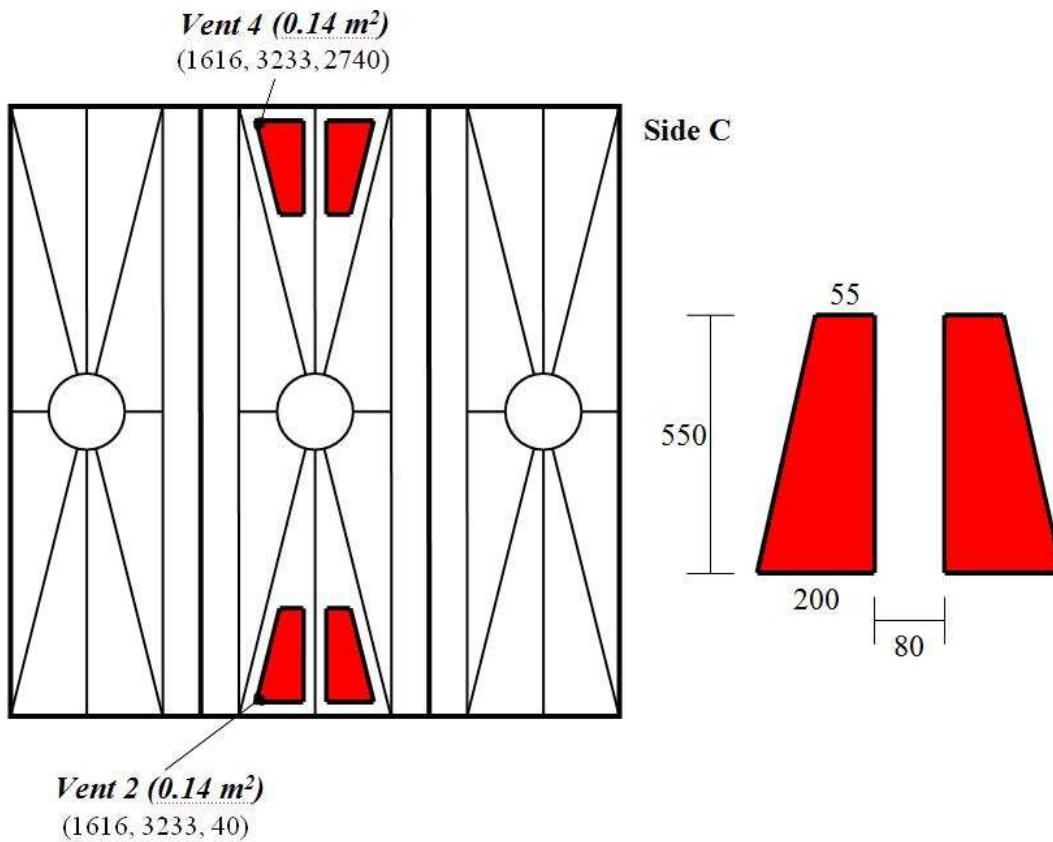 Vent 4 (0.14 m²)
(1616, 3233, 2740)
Side C
55
550
200
80
Vent 2 (0.14 m²)
(1616, 3233, 40)